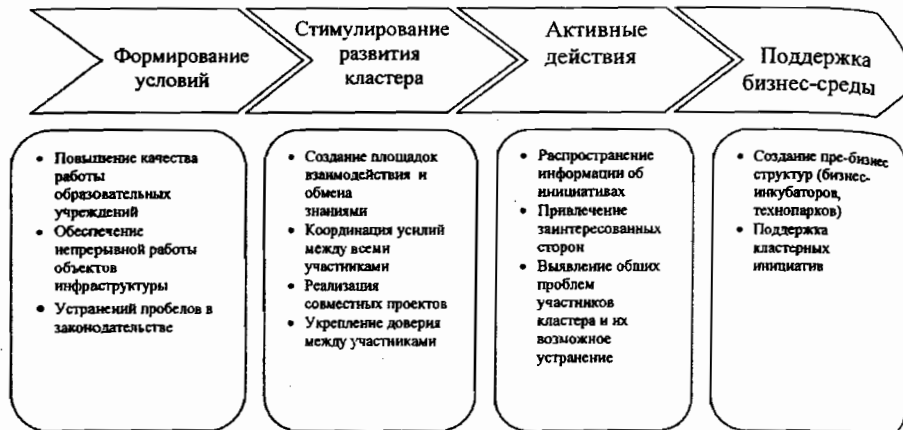 Формирование
условий
Стимулирование
развития
кластера
Активные
действия
Поддержка
бизнес-среды
• Повышение качества
работы
образовательных
учреждений
• Обеспечение
непрерывной работы
объектов
инфраструктуры
• Устранений пробелов в
законодательстве
• Создание площадок
взаимодействия и
обмена
знаниями
• Координация усилий
между всеми
участниками
• Реализация
совместных проектов
• Укрепление доверия
между участниками
• Распространение
информации об
инициативах
• Привлечение
заинтересованных
сторон
• Выявление общих
проблем
участников
кластера и их
возможное
устранение
• Создание пре-бизнес
структур (бизнес-
инкубаторов,
технопарков)
• Поддержка
кластерных
инициатив